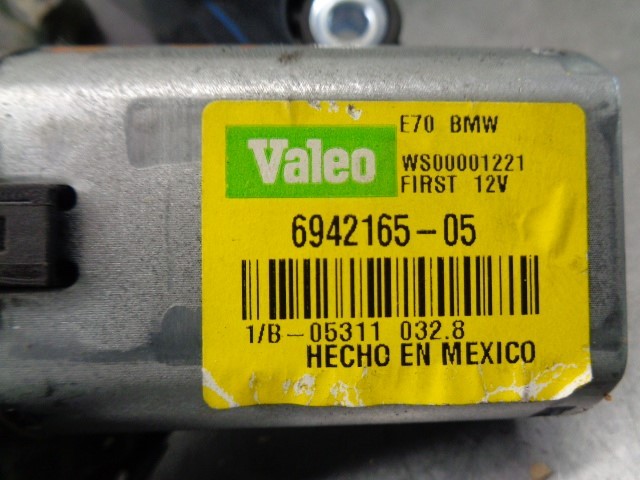 E70 BMW
Valeo
WS00001221
FIRST 12V
6942165-05
1/B-05311 032.8
HECHO EN MEXICO